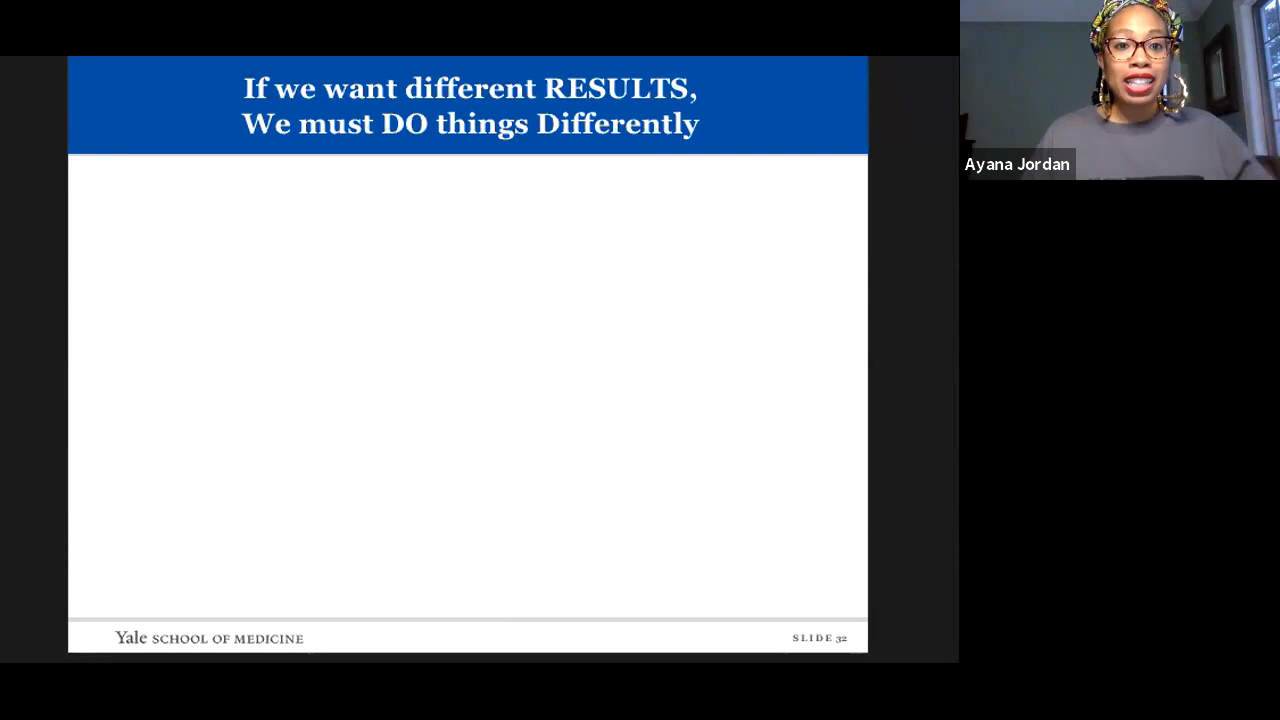 If we want different RESULTS,
We must DO things Differently
Ayana Jordan
Yale SCHOOL OF MEDICINE
SLIDE 32